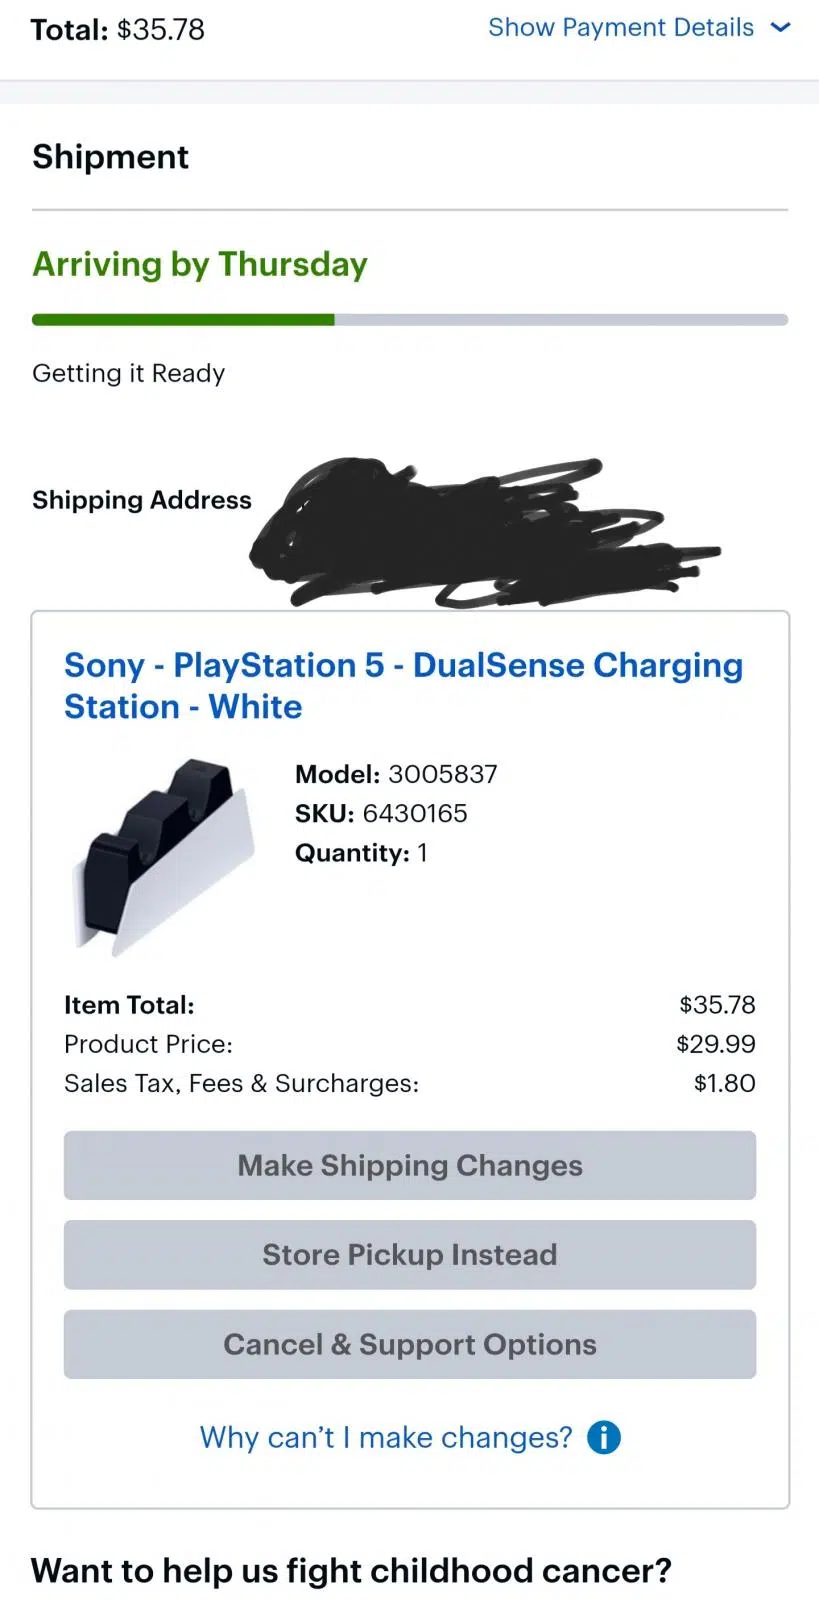 Total: $35.78
Show Payment Details
Shipment
Arriving by Thursday
Getting it Ready
Shipping Address
Sony - PlayStation 5 - DualSense Charging
Station - White
Model: 3005837
SKU: 6430165
Quantity: 1
Item Total: $35.78
Product Price: $29.99
Sales Tax, Fees & Surcharges: $1.80
Make Shipping Changes
Store Pickup Instead
Cancel & Support Options
Why can't I make changes? i
Want to help us fight childhood cancer?